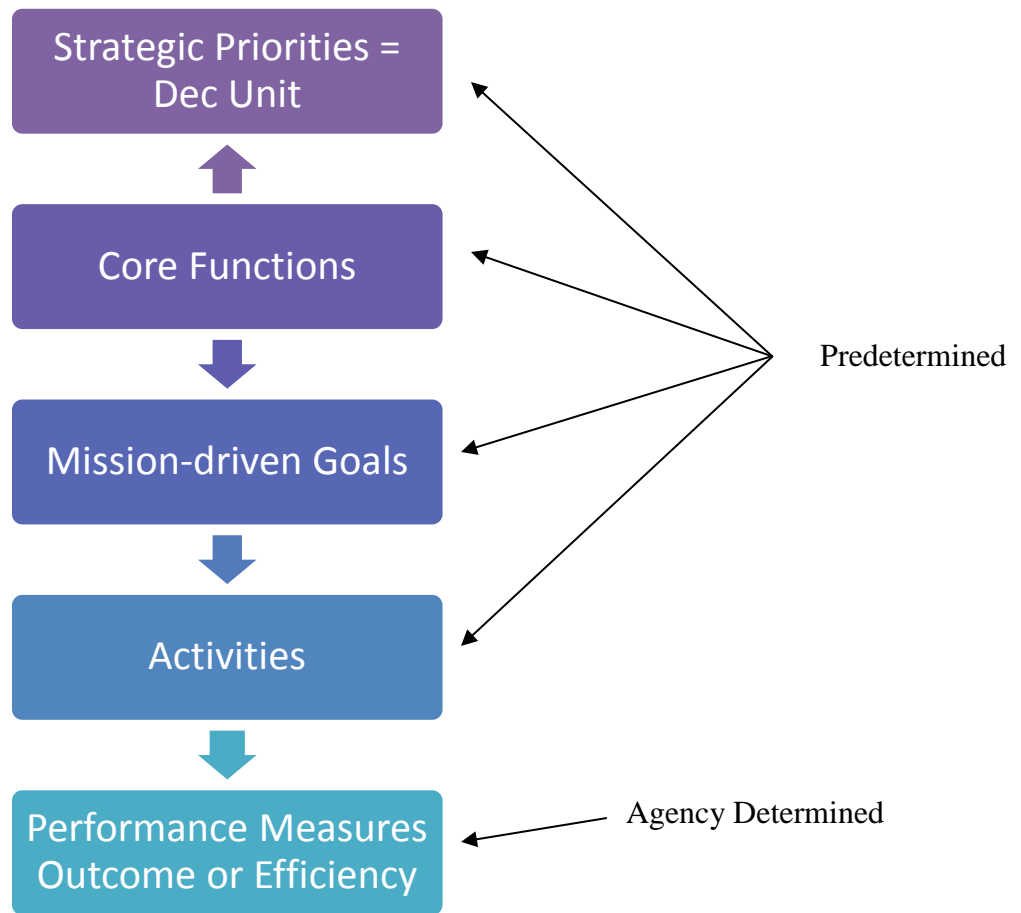 Strategic Priorities =
Dec Unit
Core Functions
Predetermined
Mission-driven Goals
Activities
Performance Measures
Outcome or Efficiency
Agency Determined